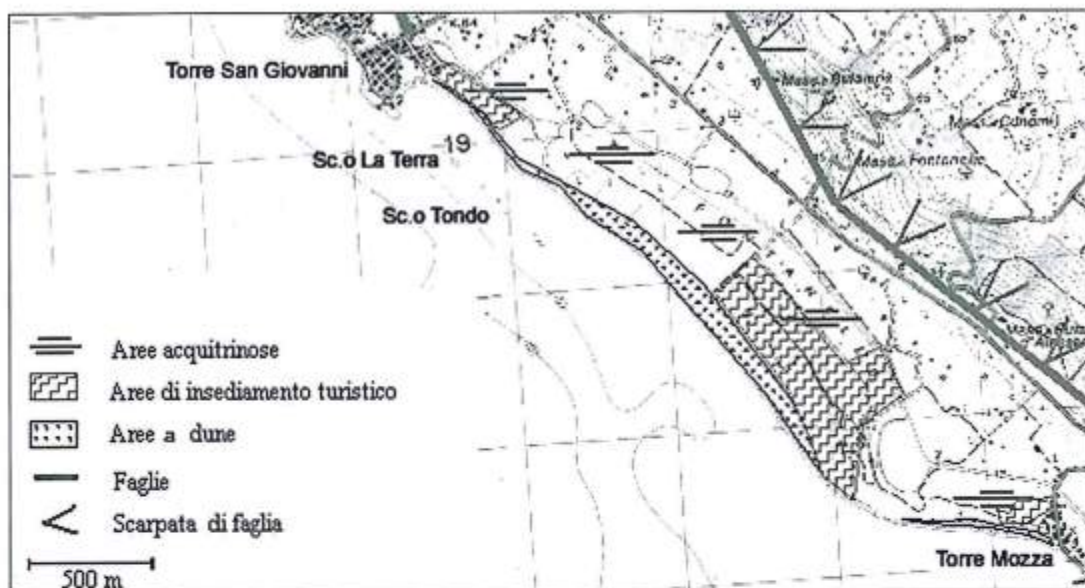 Torre San Giovanni
Sc.o La Terra
19
Sc.o Tondo
Aree acquitrinose
Aree di insediamento turistico
Aree a dune
Faglie
Scarpata di faglia
500 m
Torre Mozza
Mass. Fontanelle